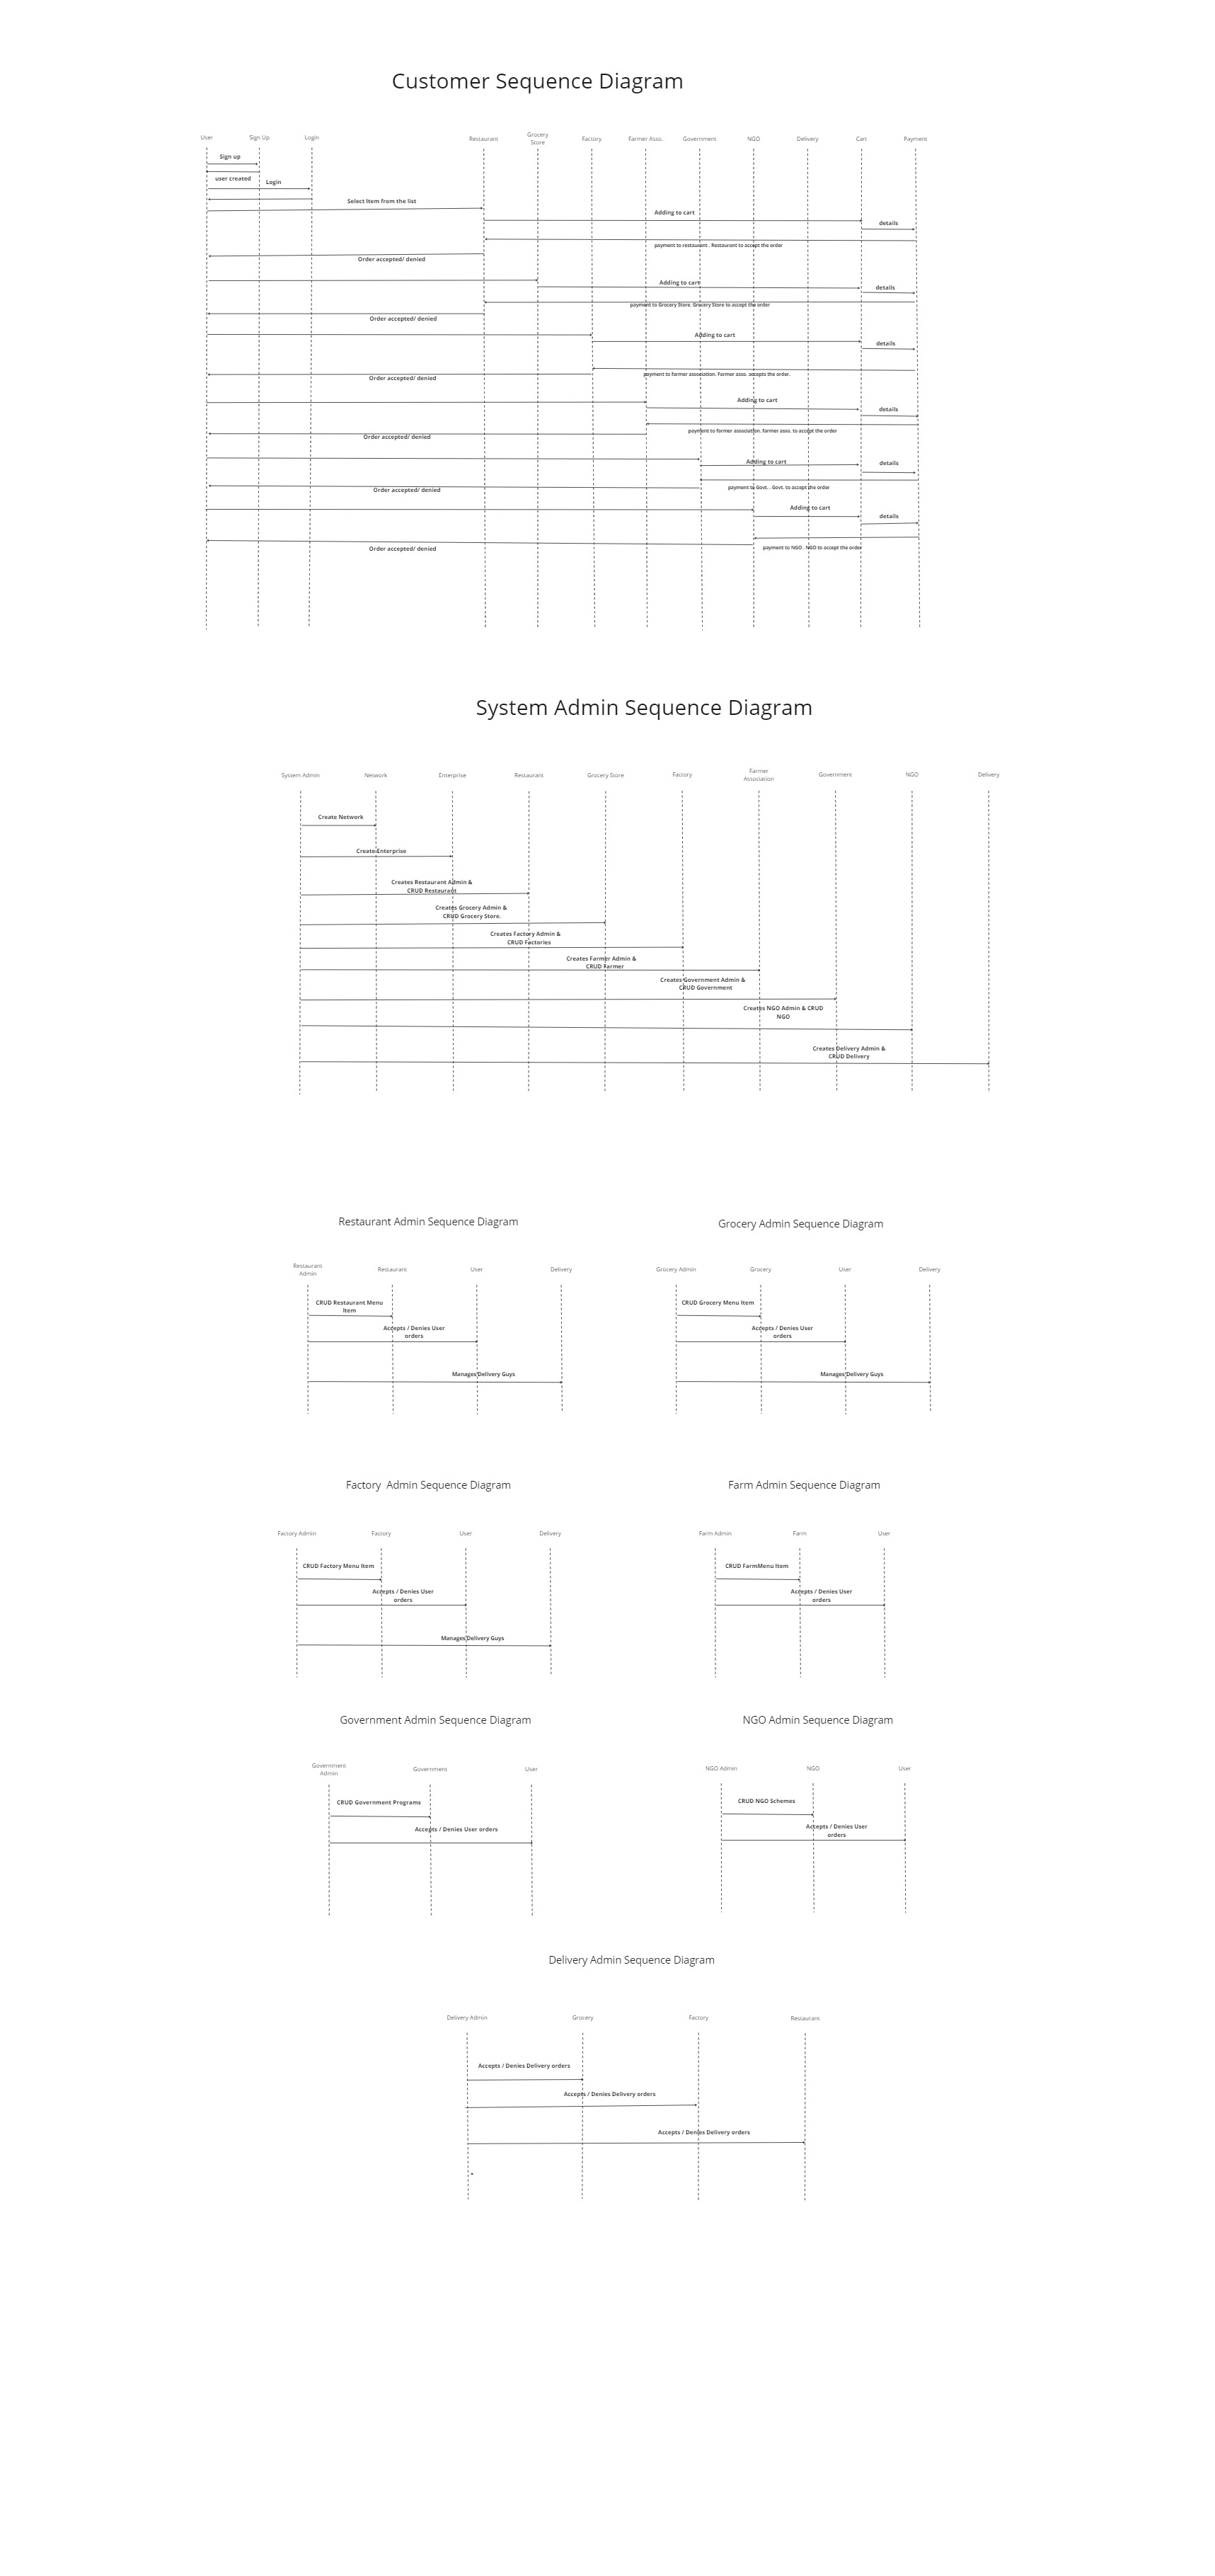 Customer Sequence Diagram
User
Sign Up
Login
Restaurant
Grocery
Store
Factory
Farmer Asso.
Government
NGO
Delivery
Cart
Payment
Sign up
user created
Login
Select Item from the list
Adding to cart
details
payment to restaurant . Restaurant to accept the order
Order accepted/ denied
Adding to cart
details
payment to Grocery Store. Grocery Store to accept the order
Order accepted/ denied
Adding to cart
details
payment to farmer association. Farmer asso. accepts the order.
Order accepted/ denied
Adding to cart
details
payment to farmer association. farmer asso. to accept the order
Order accepted/ denied
Adding to cart
details
payment to Govt. . Govt. to accept the order
Order accepted/ denied
Adding to cart
details
payment to NGO . NGO to accept the order
Order accepted/ denied
System Admin Sequence Diagram
System Admin
Network
Enterprise
Restaurant
Grocery Store
Factory
Farmer
Association
Government
NGO
Delivery
Create Network
Create Enterprise
Creates Restaurant Admin &
CRUD Restaurant
Creates Grocery Admin &
CRUD Grocery Store.
Creates Factory Admin &
CRUD Factories
Creates Farmer Admin &
CRUD Farmer
Creates Government Admin &
CRUD Government
Creates NGO Admin & CRUD
NGO
Creates Delivery Admin &
CRUD Delivery
Restaurant Admin Sequence Diagram
Restaurant
Admin
Restaurant
User
Delivery
CRUD Restaurant Menu
Item
Accepts / Denies User
orders
Manages Delivery Guys
Grocery Admin Sequence Diagram
Grocery Admin
Grocery
User
Delivery
CRUD Grocery Menu Item
Accepts / Denies User
orders
Manages Delivery Guys
Factory  Admin Sequence Diagram
Factory Admin
Factory
User
Delivery
CRUD Factory Menu Item
Accepts / Denies User
orders
Manages Delivery Guys
Farm Admin Sequence Diagram
Farm Admin
Farm
User
CRUD FarmMenu Item
Accepts / Denies User
orders
Government Admin Sequence Diagram
Government
Admin
Government
User
CRUD Government Programs
Accepts / Denies User orders
NGO Admin Sequence Diagram
NGO Admin
NGO
User
CRUD NGO Schemes
Accepts / Denies User
orders
Delivery Admin Sequence Diagram
Delivery Admin
Grocery
Factory
Restaurant
Accepts / Denies Delivery orders
Accepts / Denies Delivery orders
Accepts / Denies Delivery orders